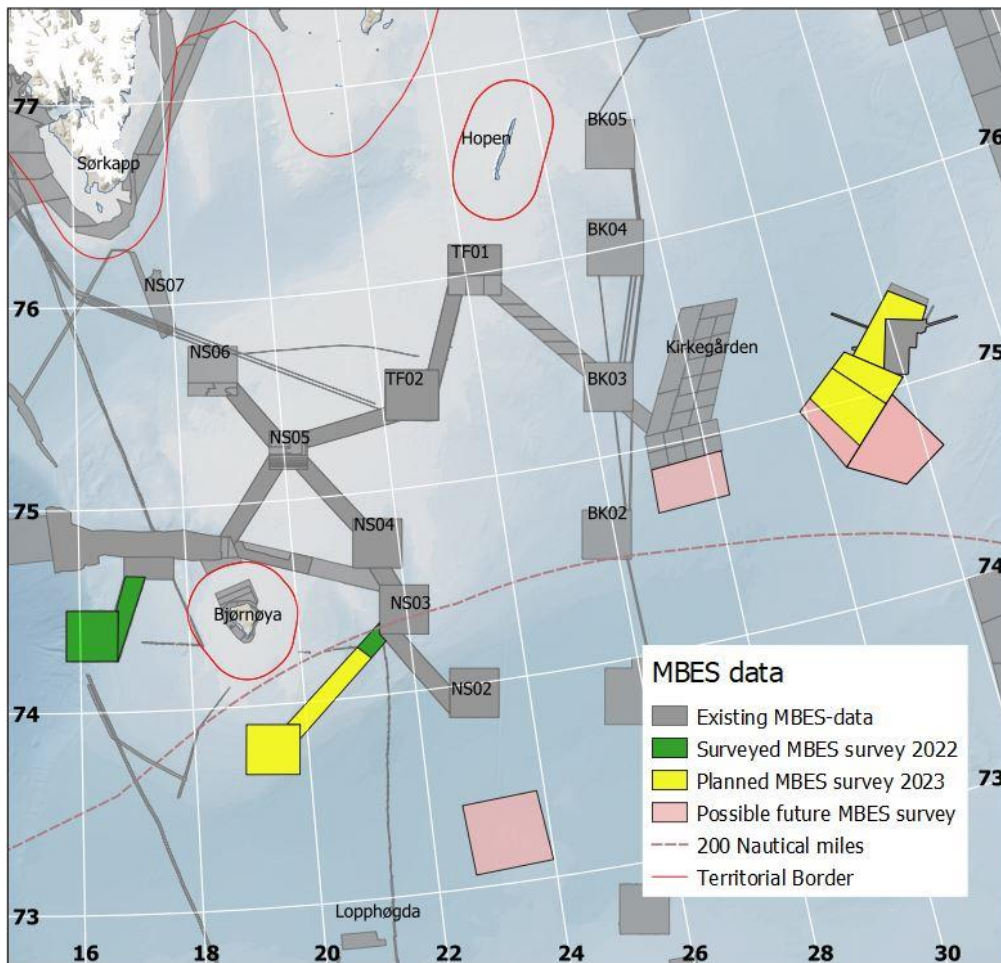 77
76
75
74
73
16
18
20
22
24
26
28
30
76
75
74
73
Sørkapp
Hopen
BK05
BK04
TF01
NS07
Kirkegården
NS06
TF02
BK03
NS05
BK02
NS04
NS03
Bjørnøya
NS02
Lopphøgda
MBES data
Existing MBES-data
Surveyed MBES survey 2022
Planned MBES survey 2023
Possible future MBES survey
200 Nautical miles
Territorial Border